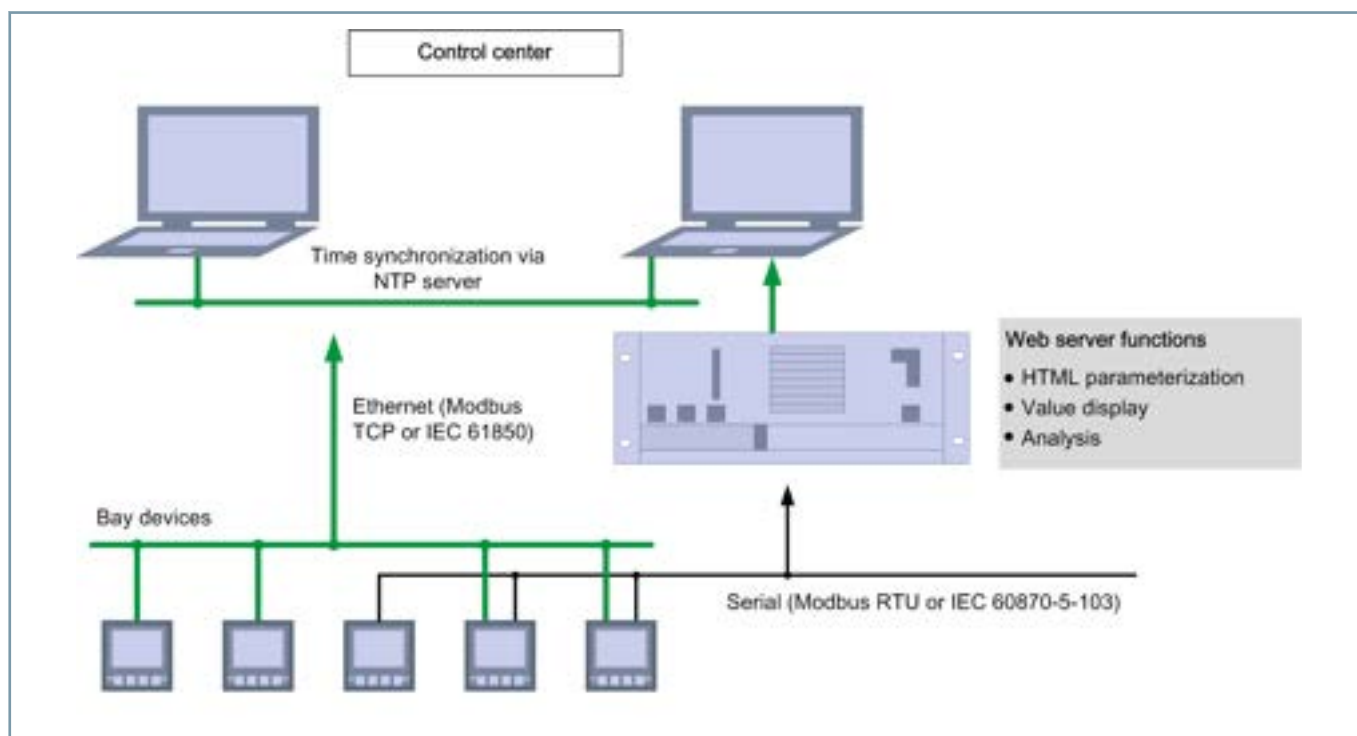 Control center
Time synchronization via
NTP server
Web server functions
• HTML parameterization
• Value display
• Analysis
Ethernet (Modbus
TCP or IEC 61850)
Bay devices
Serial (Modbus RTU or IEC 60870-5-103)